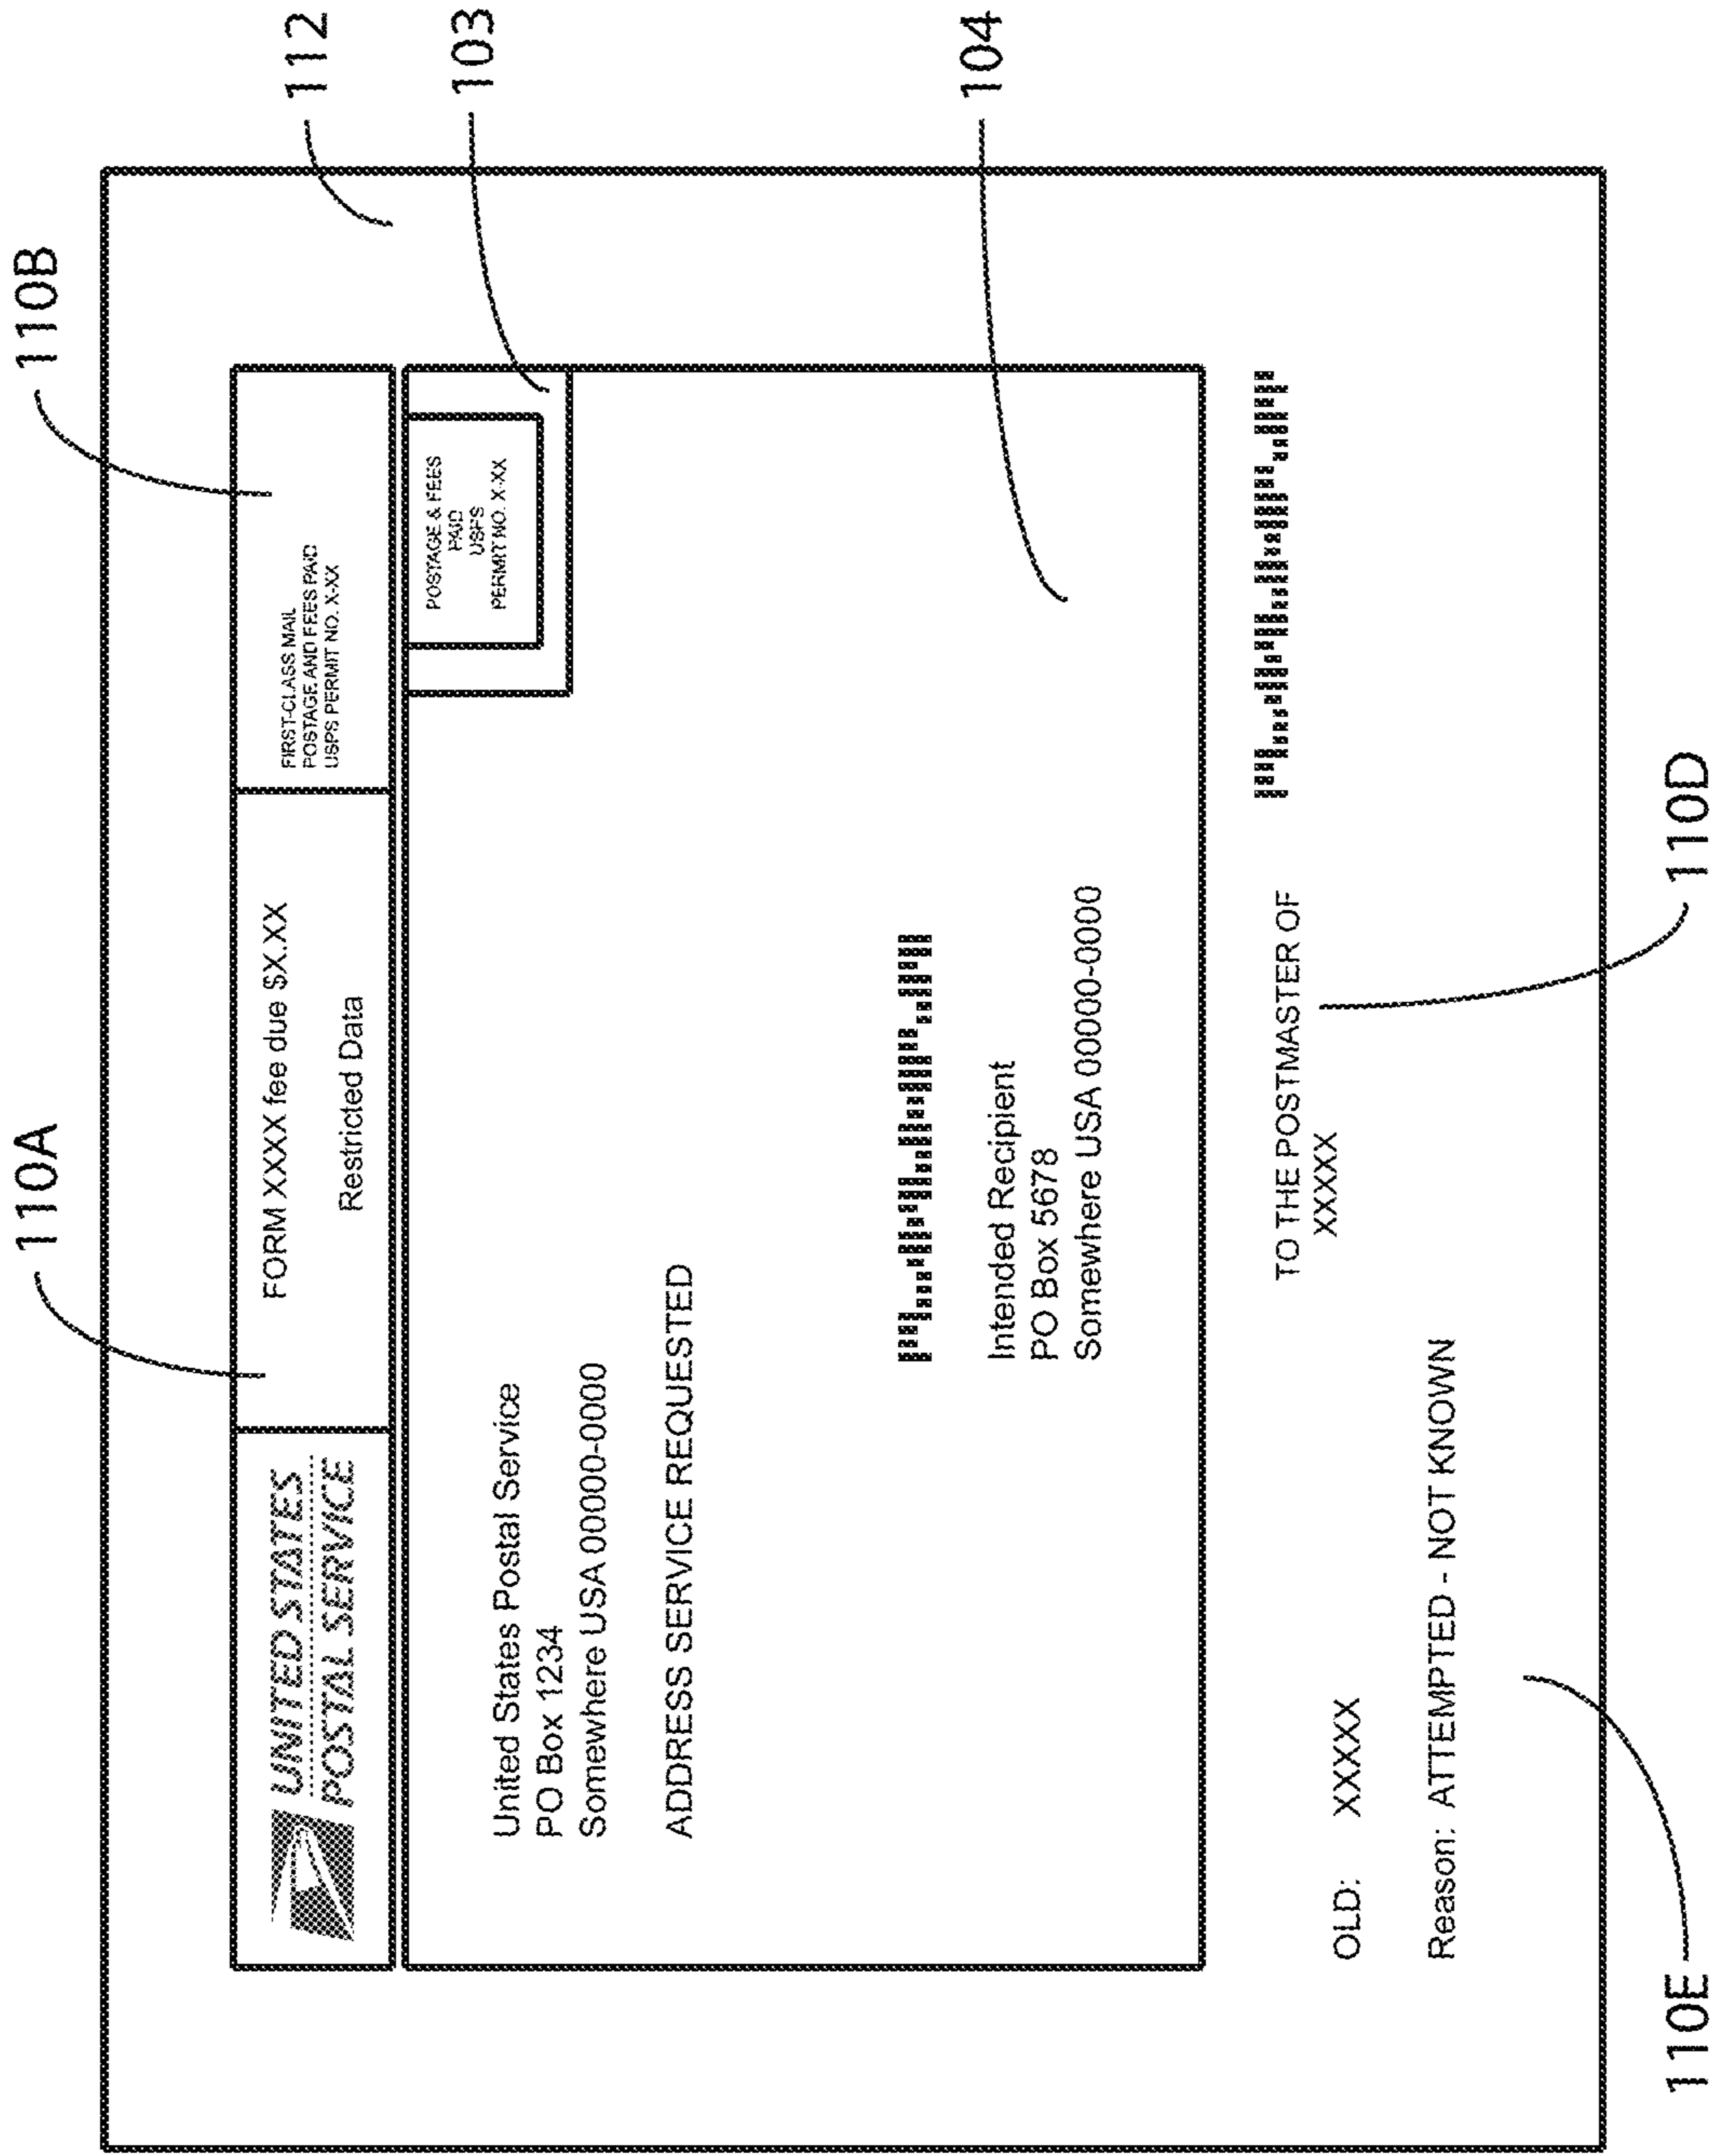 110A
110B
112
103
104
UNITED STATES
POSTAL SERVICE
FORM XXXX fee due $X.XX
Restricted Data
FIRST-CLASS MAIL
POSTAGE AND FEES PAID
USPS PERMIT NO. X-XX
POSTAGE & FEES
PAID
USPS
PERMIT NO. X-XX
United States Postal Service
PO Box 1234
Somewhere USA 00000-0000
ADDRESS SERVICE REQUESTED
Intended Recipient
PO Box 5678
Somewhere USA 00000-0000
TO THE POSTMASTER OF
XXXXX
OLD: XXXXX
Reason: ATTEMPTED - NOT KNOWN
110E
110D